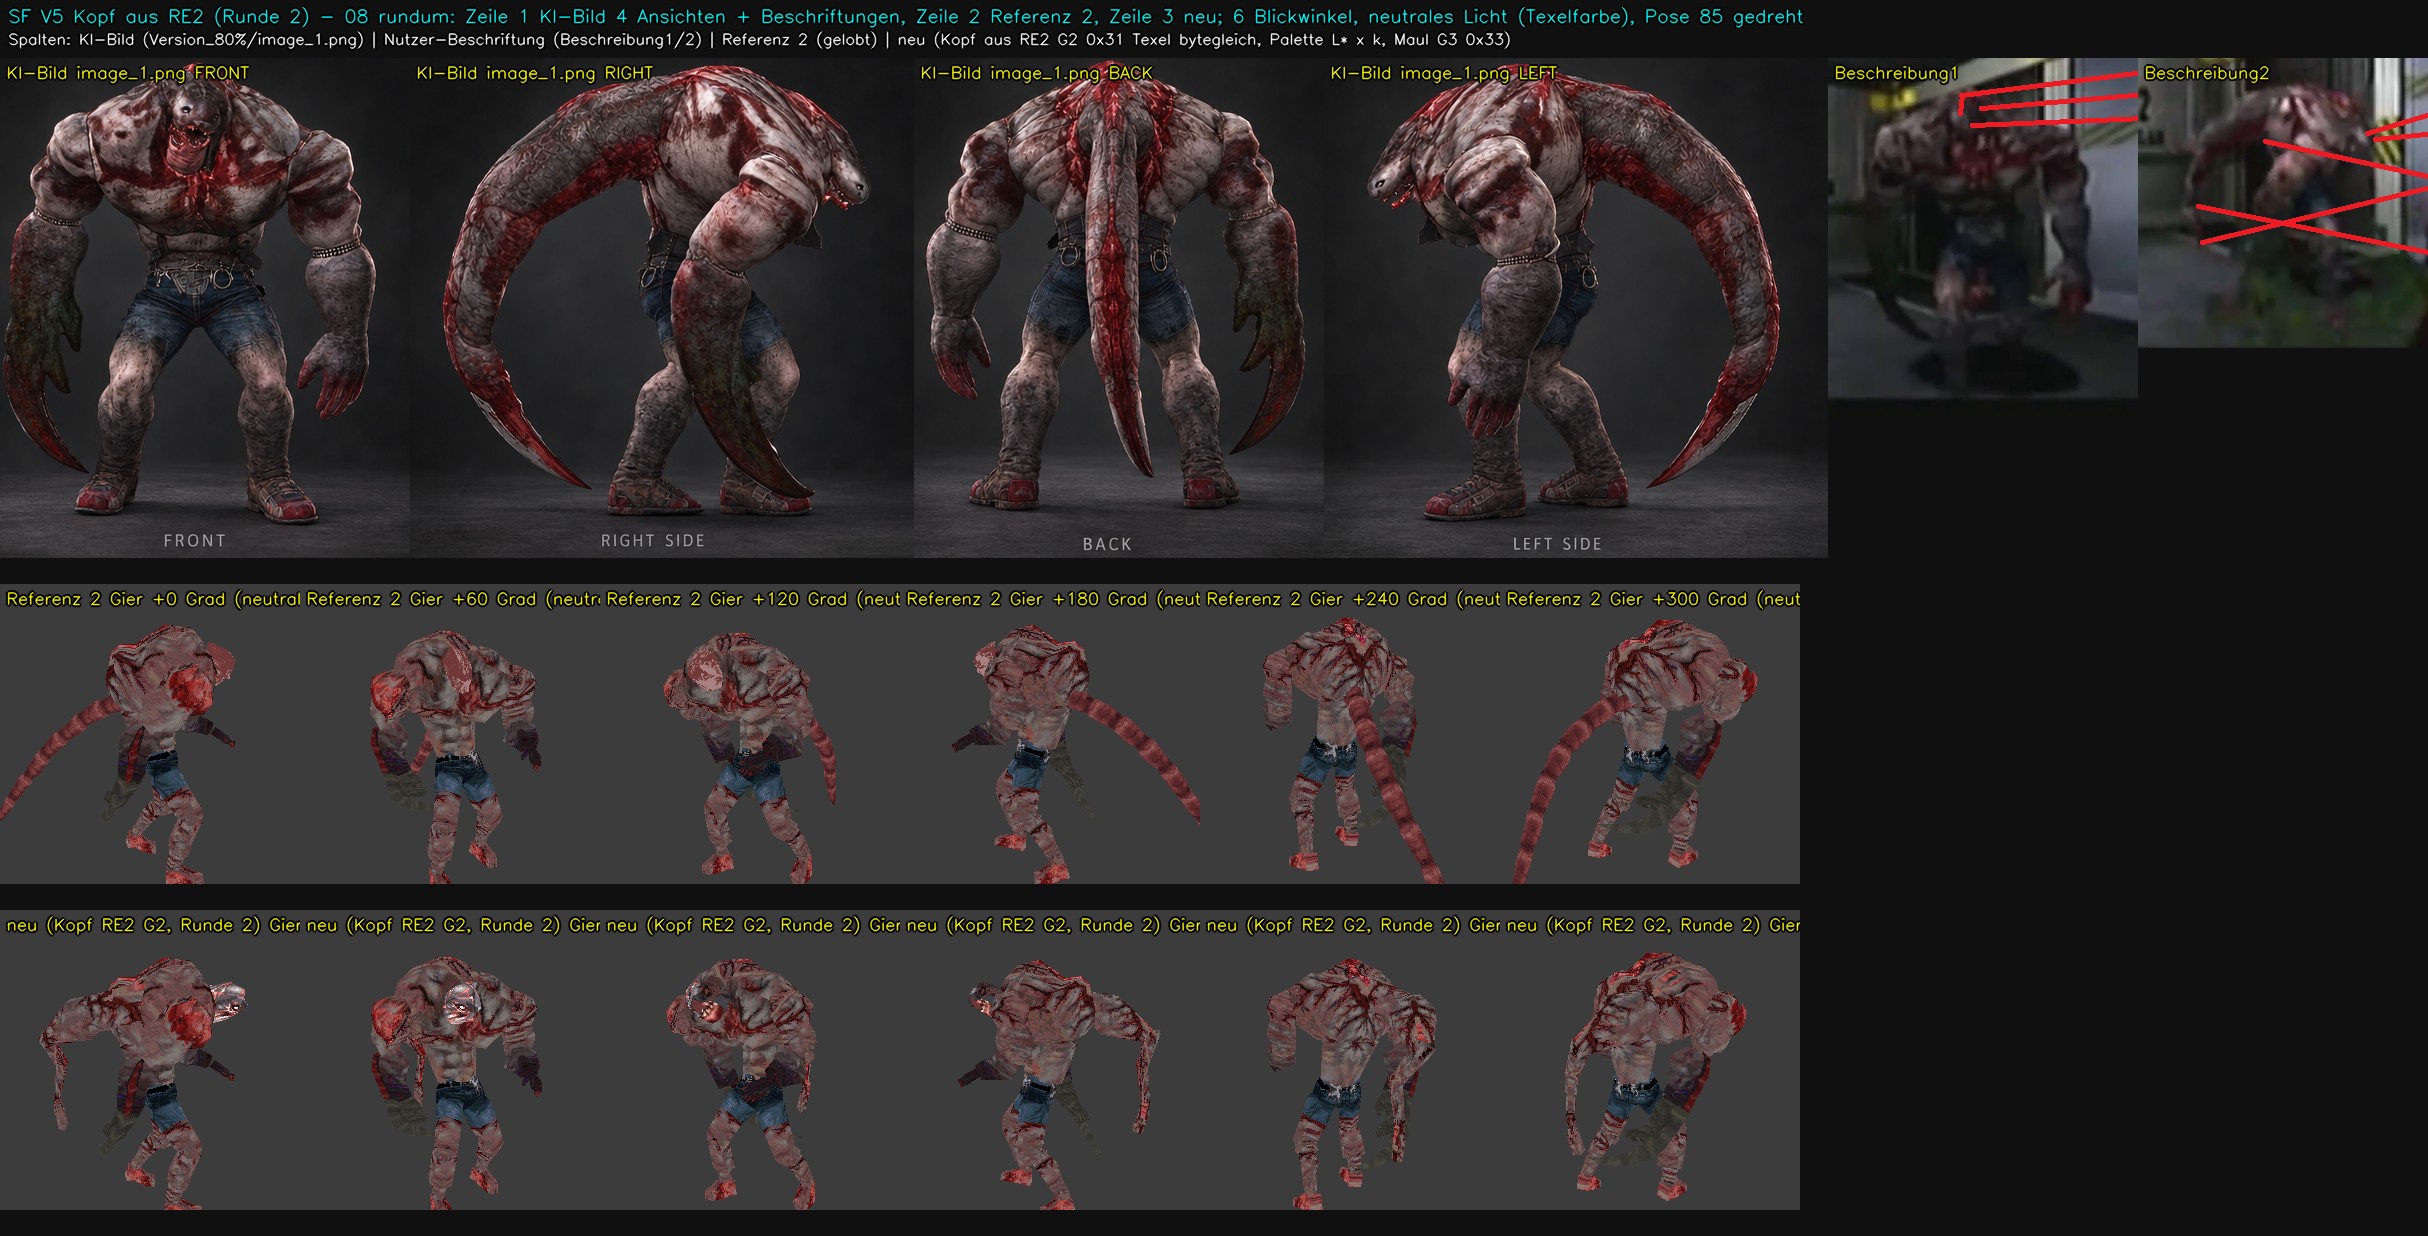 SF V5 Kopf aus RE2 (Runde 2) - 08 rundum: Zeile 1 KI-Bild 4 Ansichten + Beschriftungen, Zeile 2 Referenz 2, Zeile 3 neu; 6 Blickwinkel, neutrales Licht (Texelfarbe), Pose 85 gedreht
Spalten: KI-Bild (Version_80%/image_1.png) | Nutzer-Beschriftung (Beschreibung1/2) | Referenz 2 (gelobt) | neu (Kopf aus RE2 G2 0x31 Texel bytegleich, Palette L* x k, Maul G3 0x33)
KI-Bild image_1.png FRONT
KI-Bild image_1.png RIGHT
KI-Bild image_1.png BACK
KI-Bild image_1.png LEFT
Beschreibung1
Beschreibung2
FRONT
RIGHT SIDE
BACK
LEFT SIDE
Referenz 2 Gier +0 Grad (neutral
Referenz 2 Gier +60 Grad (neutr
Referenz 2 Gier +120 Grad (neut
Referenz 2 Gier +180 Grad (neut
Referenz 2 Gier +240 Grad (neut
Referenz 2 Gier +300 Grad (neut
neu (Kopf RE2 G2, Runde 2) Gier
neu (Kopf RE2 G2, Runde 2) Gier
neu (Kopf RE2 G2, Runde 2) Gier
neu (Kopf RE2 G2, Runde 2) Gier
neu (Kopf RE2 G2, Runde 2) Gier
neu (Kopf RE2 G2, Runde 2) Gier